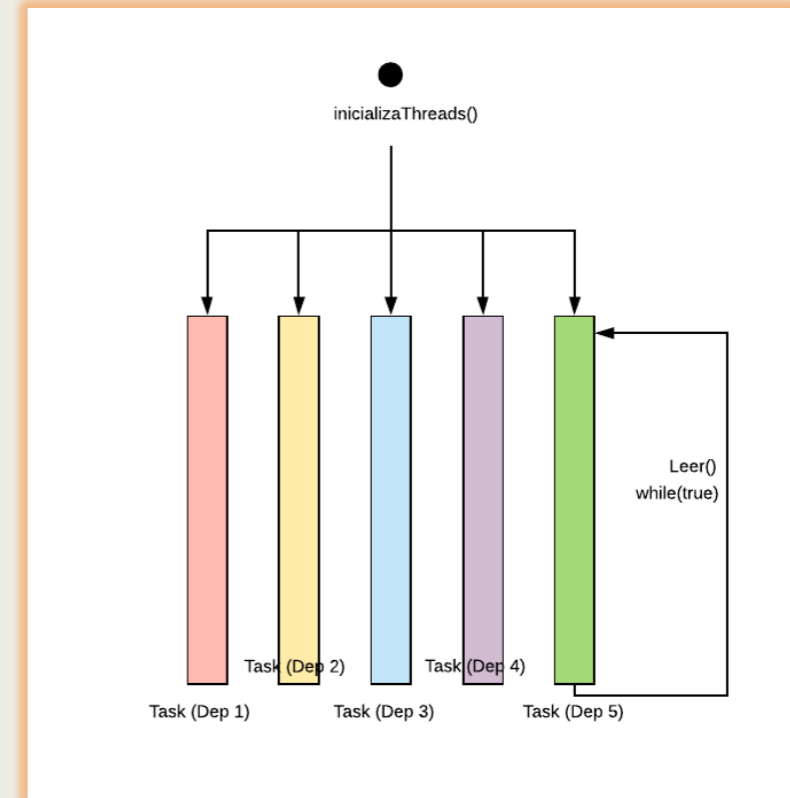 inicializaThreads()
Leer()
while(true)
Task (Dep 2)
Task (Dep 4)
Task (Dep 1)
Task (Dep 3)
Task (Dep 5)